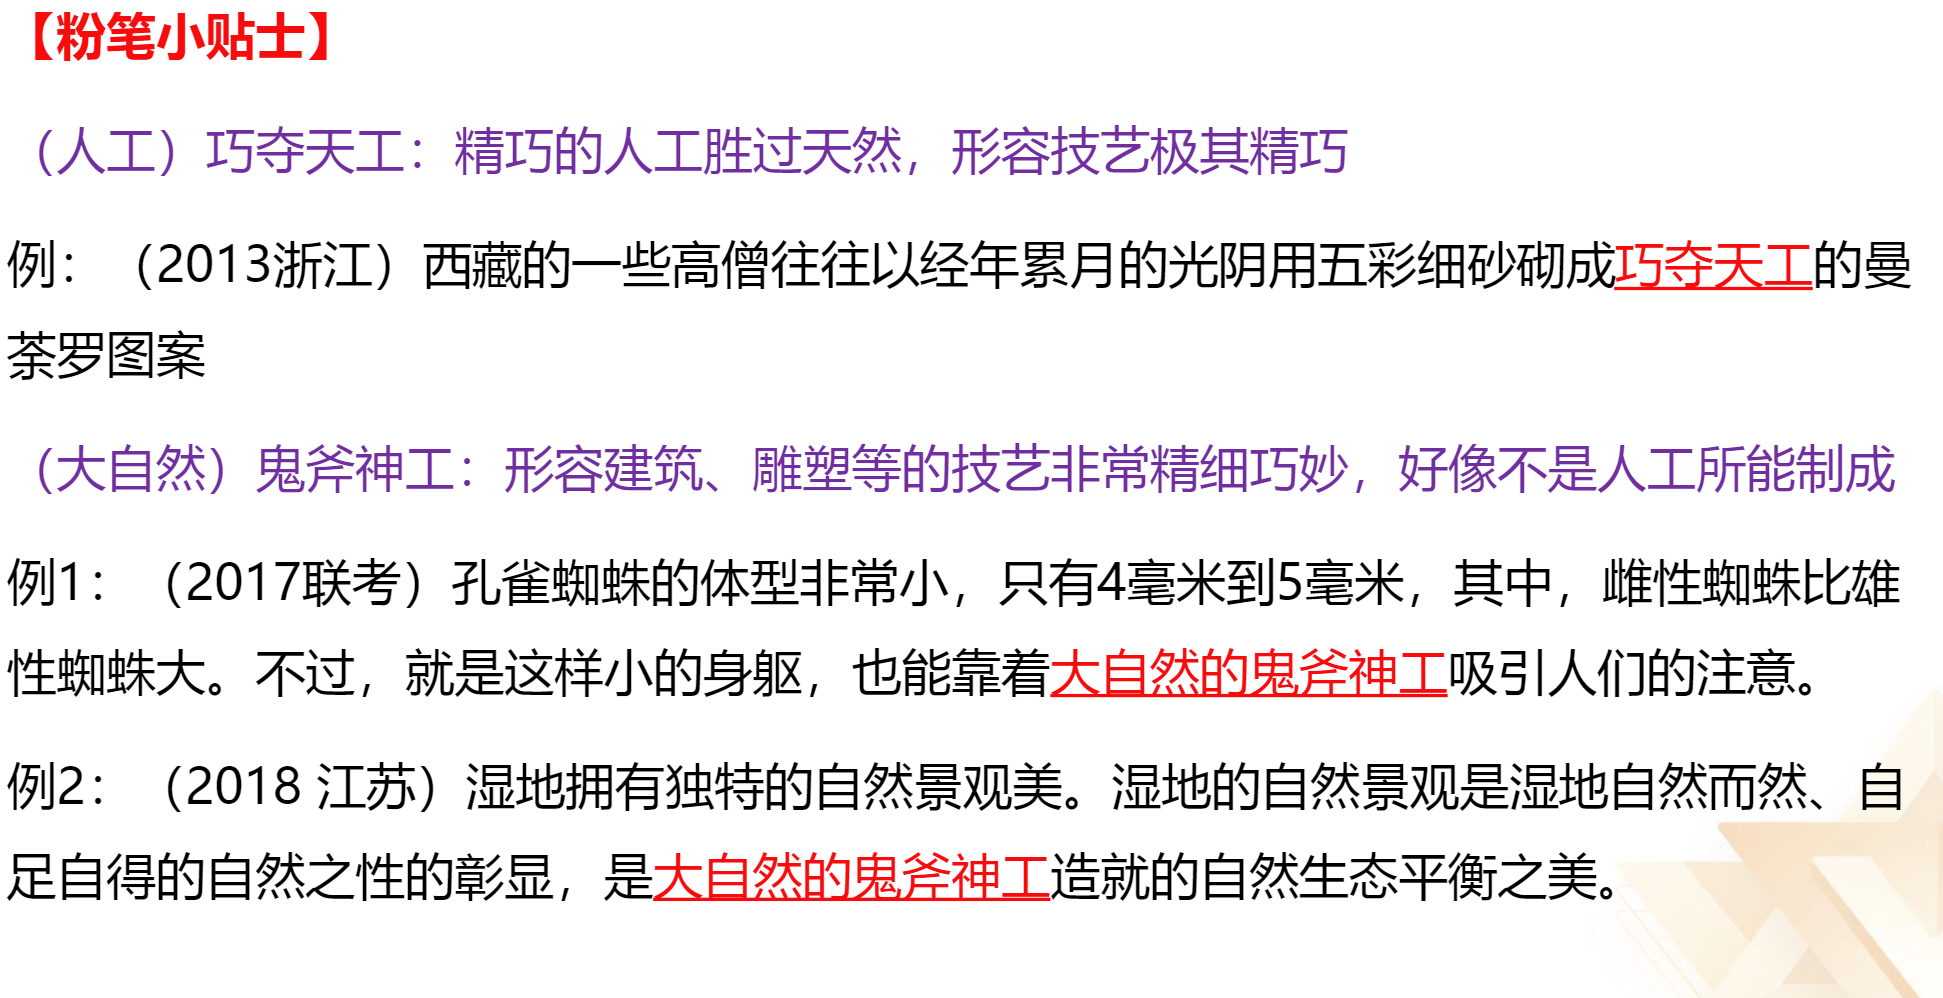 【粉笔小贴士】
（人工）巧夺天工：精巧的人工胜过天然，形容技艺极其精巧
例：（2013浙江）西藏的一些高僧往往以经年累月的光阴用五彩细砂砌成巧夺天工的曼
荼罗图案
（大自然）鬼斧神工：形容建筑、雕塑等的技艺非常精细巧妙，好像不是人工所能制成
例1：（2017联考）孔雀蜘蛛的体型非常小，只有4毫米到5毫米，其中，雌性蜘蛛比雄
性蜘蛛大。不过，就是这样小的身躯，也能靠着大自然的鬼斧神工吸引人们的注意。
例2：（2018 江苏）湿地拥有独特的自然景观美。湿地的自然景观是湿地自然而然、自
足自得的自然之性的彰显，是大自然的鬼斧神工造就的自然生态平衡之美。